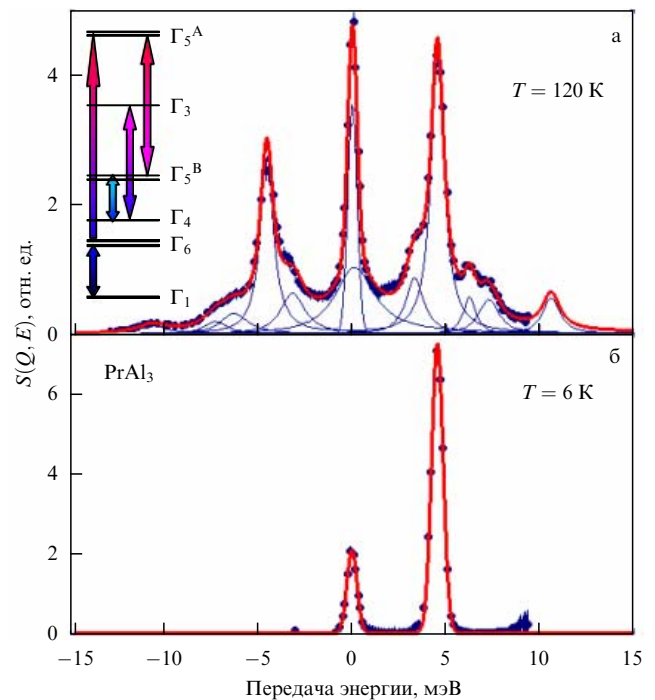 а
T = 120 К
Γ₅ᴬ
Γ₃
Γ₅ᴮ
Γ₄
Γ₆
Γ₁
4
2
0
S(Q, E), отн. ед.
б
PrAl₃
T = 6 К
6
4
2
0
−15 −10 −5 0 5 10 15
Передача энергии, мэВ